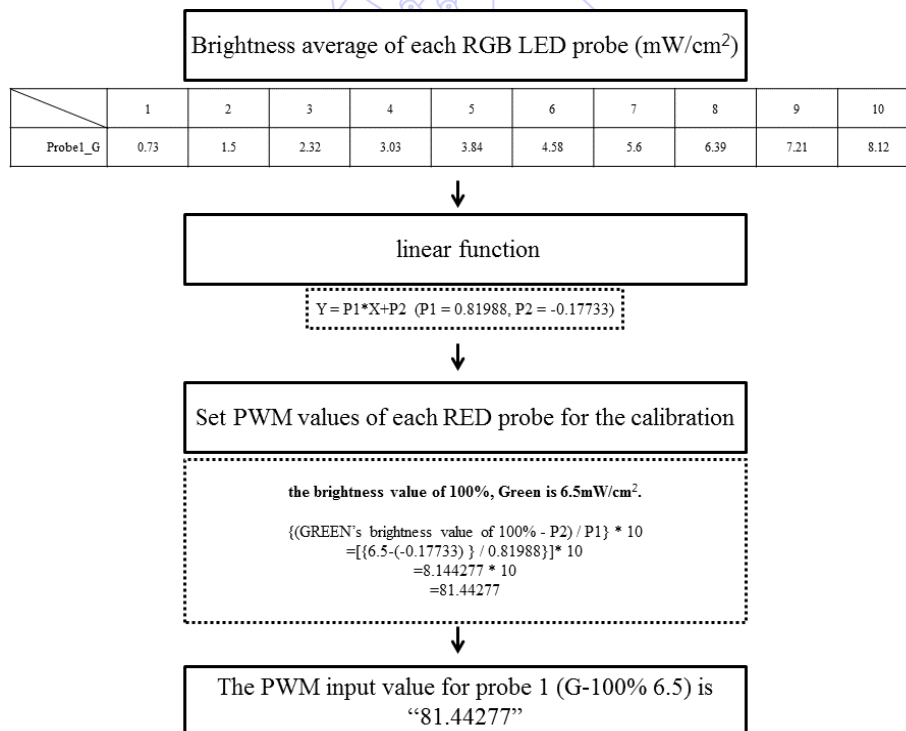 Brightness average of each RGB LED probe (mW/cm²)
1 2 3 4 5 6 7 8 9 10
Probe1_G 0.73 1.5 2.32 3.03 3.84 4.58 5.6 6.39 7.21 8.12
linear function
Y = P1*X+P2 (P1 = 0.81988, P2 = -0.17733)
Set PWM values of each RED probe for the calibration
the brightness value of 100%, Green is 6.5mW/cm².
{(GREEN's brightness value of 100% - P2) / P1} * 10
=[{6.5-(-0.17733) } / 0.81988}]* 10
=8.144277 * 10
=81.44277
The PWM input value for probe 1 (G-100% 6.5) is
“81.44277”